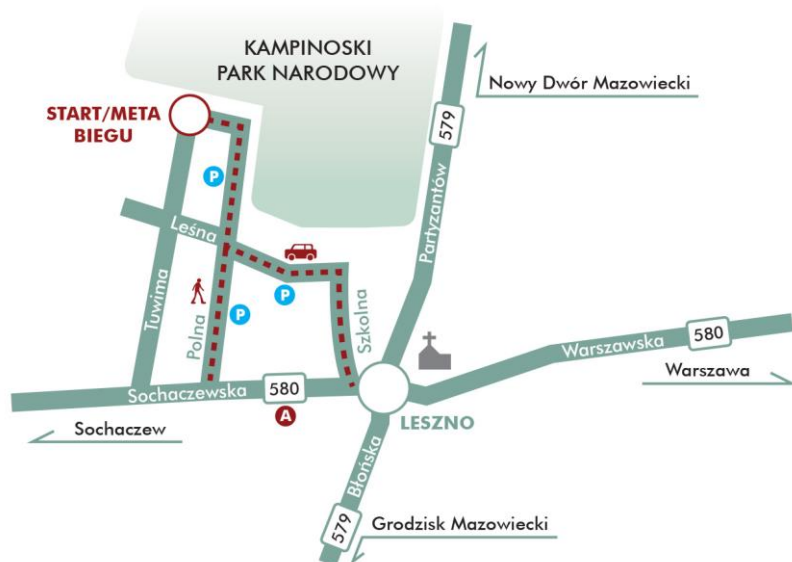 KAMPINOSKI
PARK NARODOWY
Nowy Dwór Mazowiecki
START/META
BIEGU
579
P
Partyzantów
Leśna
P
Tuwima
Polna
P
Szkolna
Warszawska
580
Warszawa
Sochaczewska
580
A
Sochaczew
LESZNO
Błońska
579
Grodzisk Mazowiecki